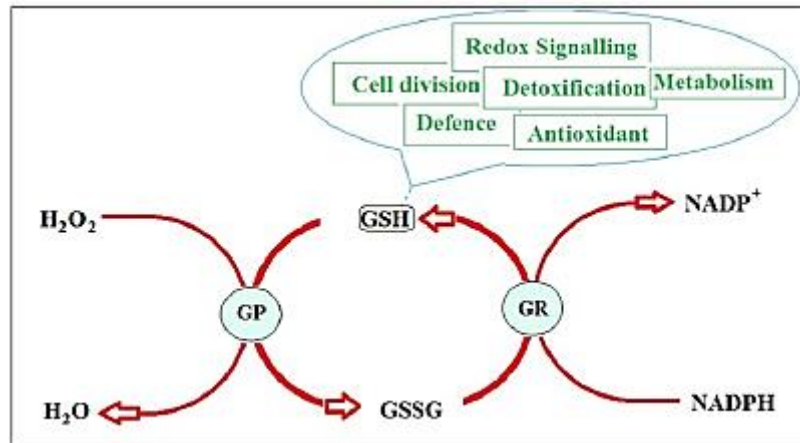 Redox Signalling
Cell division
Detoxification
Metabolism
Defence
Antioxidant
H₂O₂
GSH
NADP⁺
GP
GR
H₂O
GSSG
NADPH